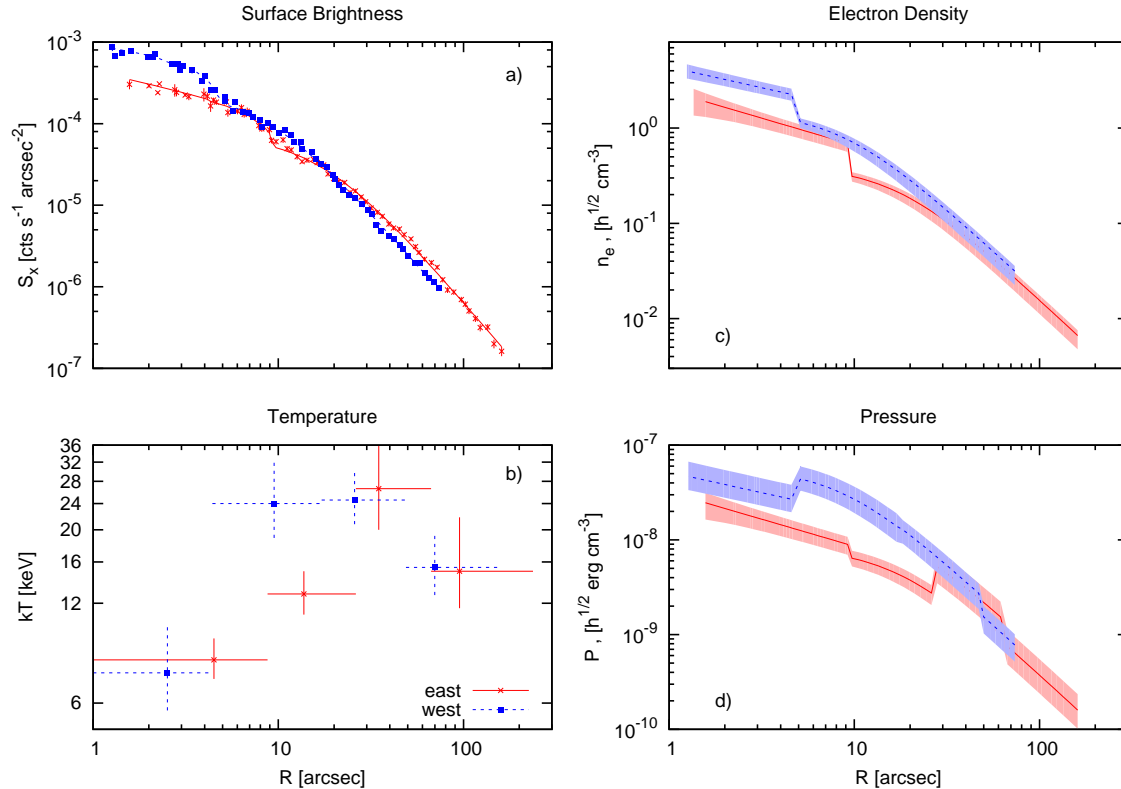 Surface Brightness
Electron Density
a)
10^-3
10^-4
10^-5
10^-6
10^-7
S_x [cts s^-1 arcsec^-2]
c)
10^0
10^-1
10^-2
n_e , [h^1/2 cm^-3]
Temperature
Pressure
b)
36
32
28
24
20
16
12
6
kT [keV]
east
west
1 10 100
R [arcsec]
d)
10^-7
10^-8
10^-9
10^-10
P , [h^1/2 erg cm^-3]
1 10 100
R [arcsec]